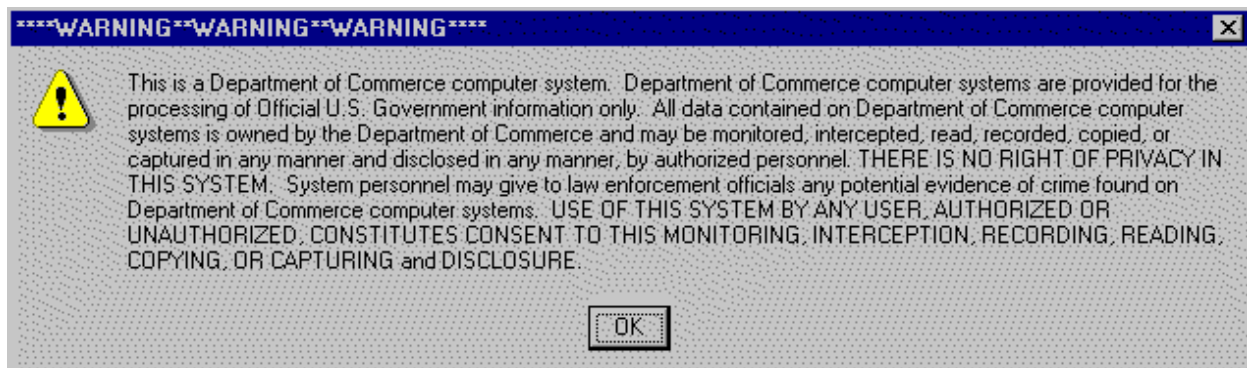 ****WARNING**WARNING**WARNING****
This is a Department of Commerce computer system.  Department of Commerce computer systems are provided for the
processing of Official U.S. Government information only.  All data contained on Department of Commerce computer
systems is owned by the Department of Commerce and may be monitored, intercepted, read, recorded, copied, or
captured in any manner and disclosed in any manner, by authorized personnel. THERE IS NO RIGHT OF PRIVACY IN
THIS SYSTEM.  System personnel may give to law enforcement officials any potential evidence of crime found on
Department of Commerce computer systems.  USE OF THIS SYSTEM BY ANY USER, AUTHORIZED OR
UNAUTHORIZED, CONSTITUTES CONSENT TO THIS MONITORING, INTERCEPTION, RECORDING, READING,
COPYING, OR CAPTURING and DISCLOSURE.
OK